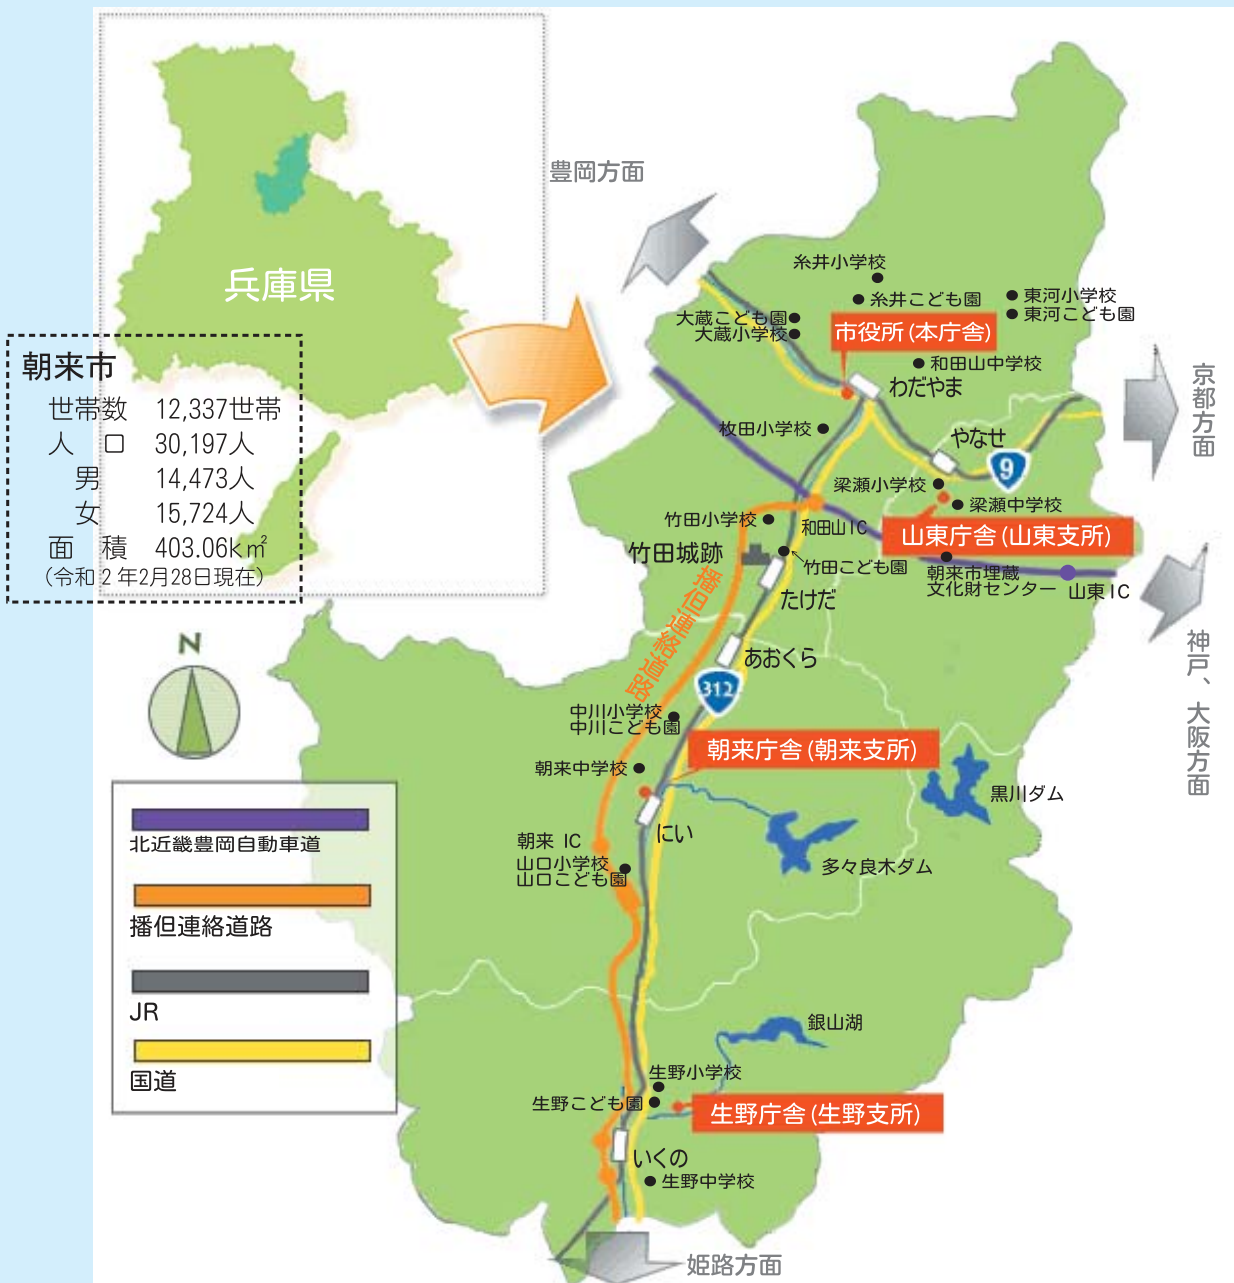 兵庫県
朝来市
世帯数 12,337世帯
人 口 30,197人
男 14,473人
女 15,724人
面 積 403.06k㎡
(令和2年2月28日現在)
N
北近畿豊岡自動車道
播但連絡道路
JR
国道
豊岡方面
糸井小学校
糸井こども園
東河小学校
東河こども園
大蔵こども園
大蔵小学校
市役所(本庁舎)
和田山中学校
わだやま
京都方面
枚田小学校
やなせ
9
梁瀬小学校
梁瀬中学校
竹田小学校
和田山IC
山東庁舎(山東支所)
竹田城跡
竹田こども園
朝来市埋蔵
文化財センター
山東IC
たけだ
播但連絡道路
あおくら
神戸、大阪方面
312
中川小学校
中川こども園
朝来庁舎(朝来支所)
朝来中学校
黒川ダム
にい
朝来 IC
山口小学校
山口こども園
多々良木ダム
銀山湖
生野小学校
生野こども園
生野庁舎(生野支所)
いくの
生野中学校
姫路方面